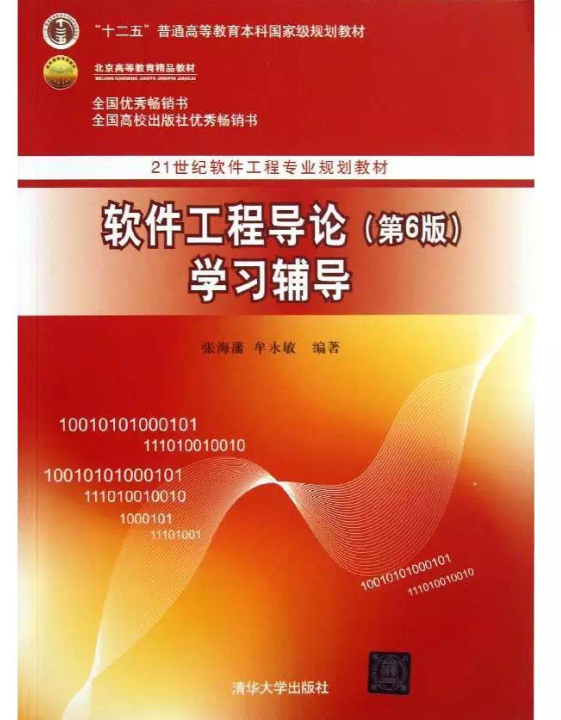 “十二五”普通高等教育本科国家级规划教材
北京高等教育精品教材
BEIJING GAODENG JIAOYU JINGPIN JIAOCAI
全国优秀畅销书
全国高校出版社优秀畅销书
21世纪软件工程专业规划教材
软件工程导论（第6版）
学习辅导
张海藩 牟永敏 编著
10010101000101
111010010010
10010101000101
111010010010
1000101
11101001
10010101000101
111010010010
清华大学出版社